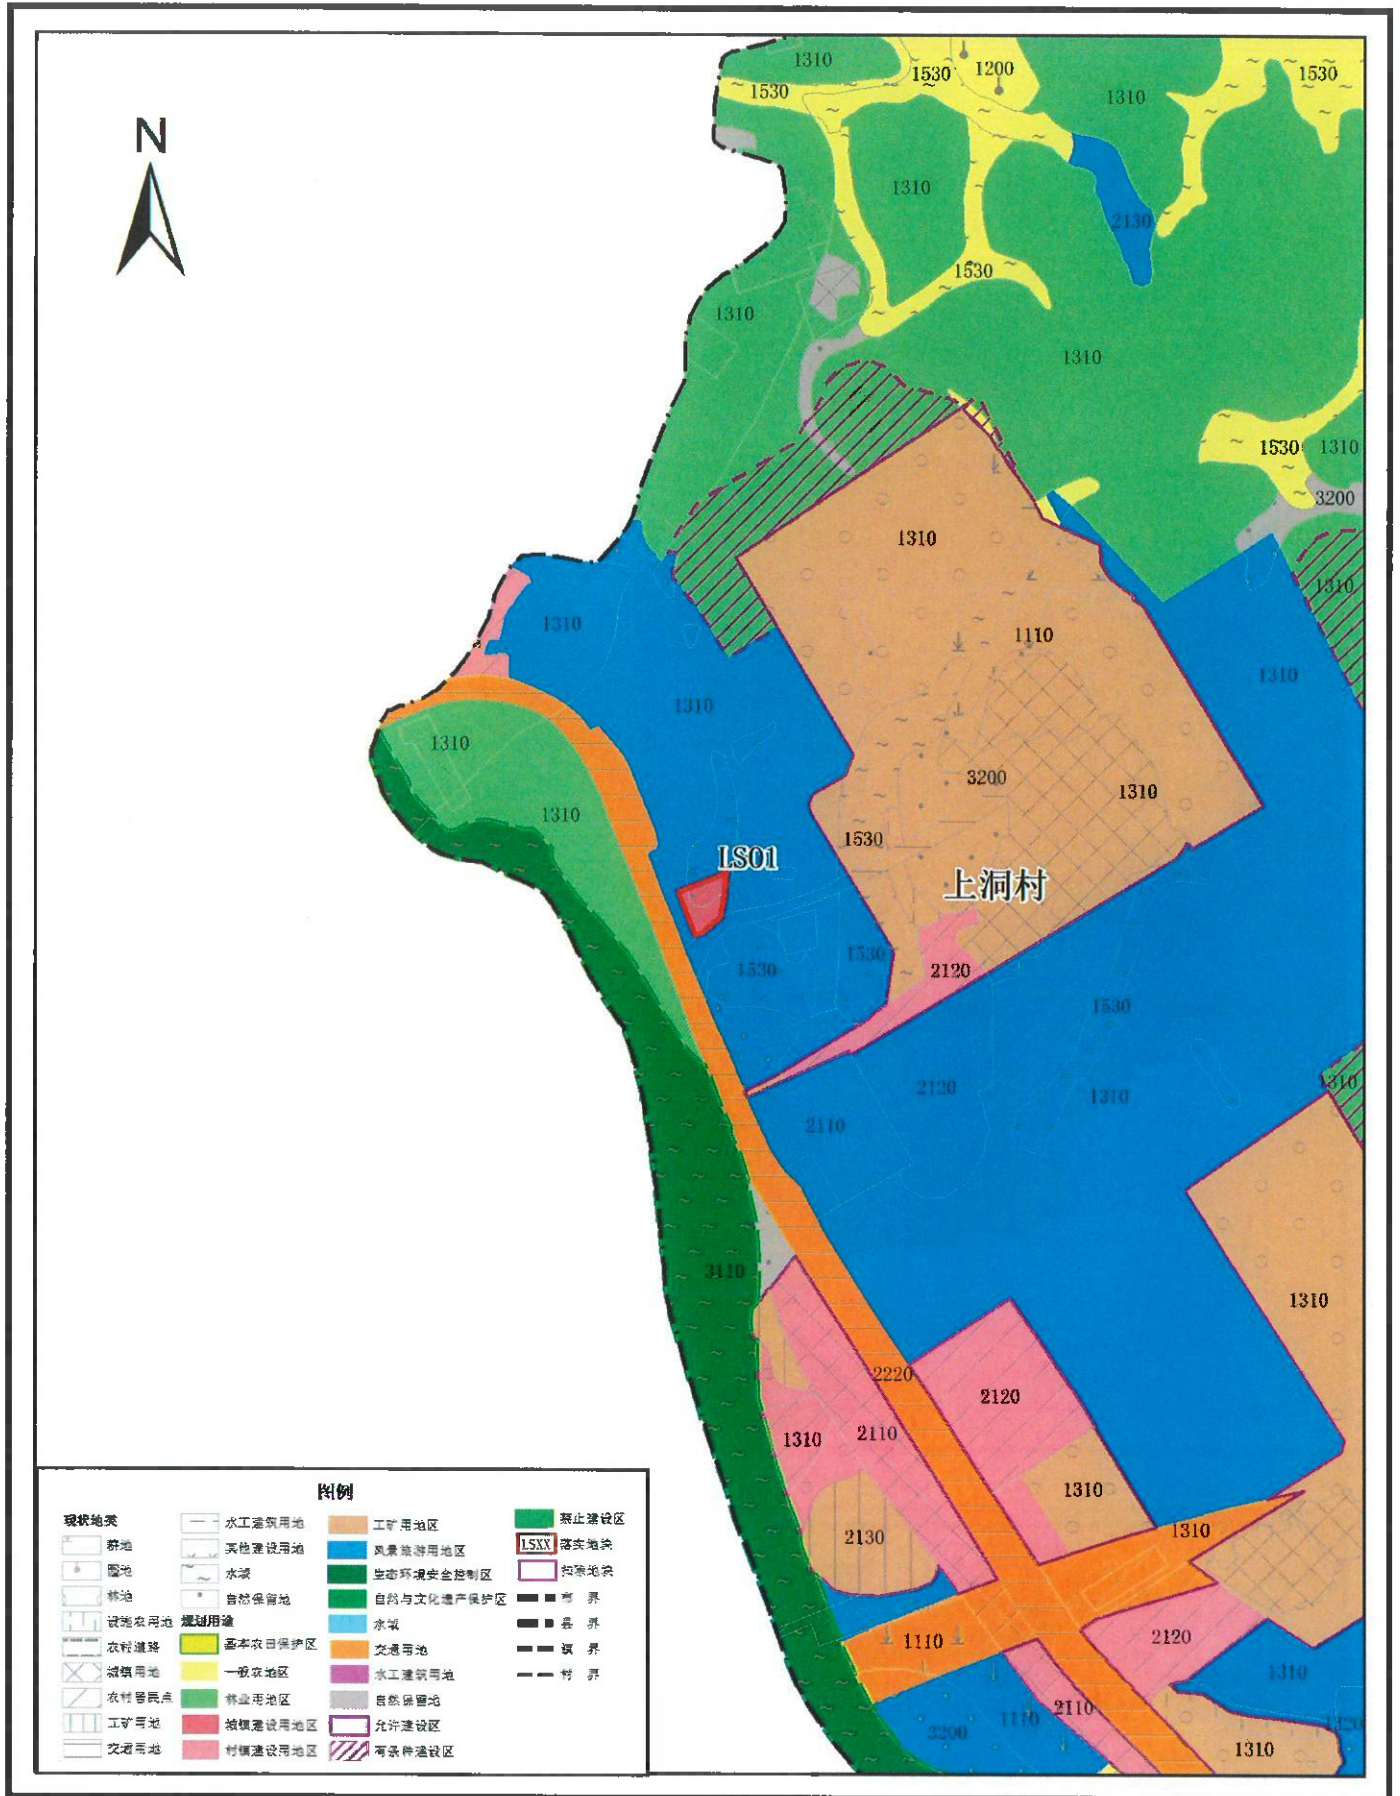 N
1310
1530
1200
1530
1530
1310
1310
2130
1530
1310
1310
1530
1310
3200
1310
1310
1310
1110
1310
1310
1310
3200
1310
1310
1530
LS01
上洞村
1530
1530
2120
1530
2120
1310
1310
2110
3110
1310
2220
2120
2110
1310
1310
1310
2130
1110
2120
1310
2110
1110
3200
1320
1310
图例
现状地类
耕地
园地
林地
设施农用地
农村道路
城镇用地
农村居民点
工矿用地
交通用地
水工建筑用地
其他建设用地
水域
自然保留地
规划用途
基本农田保护区
一般农地区
林业用地区
城镇建设用地区
村镇建设用地区
工矿用地区
风景旅游用地区
生态环境安全控制区
自然与文化遗产保护区
水域
交通用地
水工建筑用地
自然保留地
允许建设区
有条件建设区
禁止建设区
LSXX 落实地块
扣除地块
市 界
县 界
镇 界
村 界